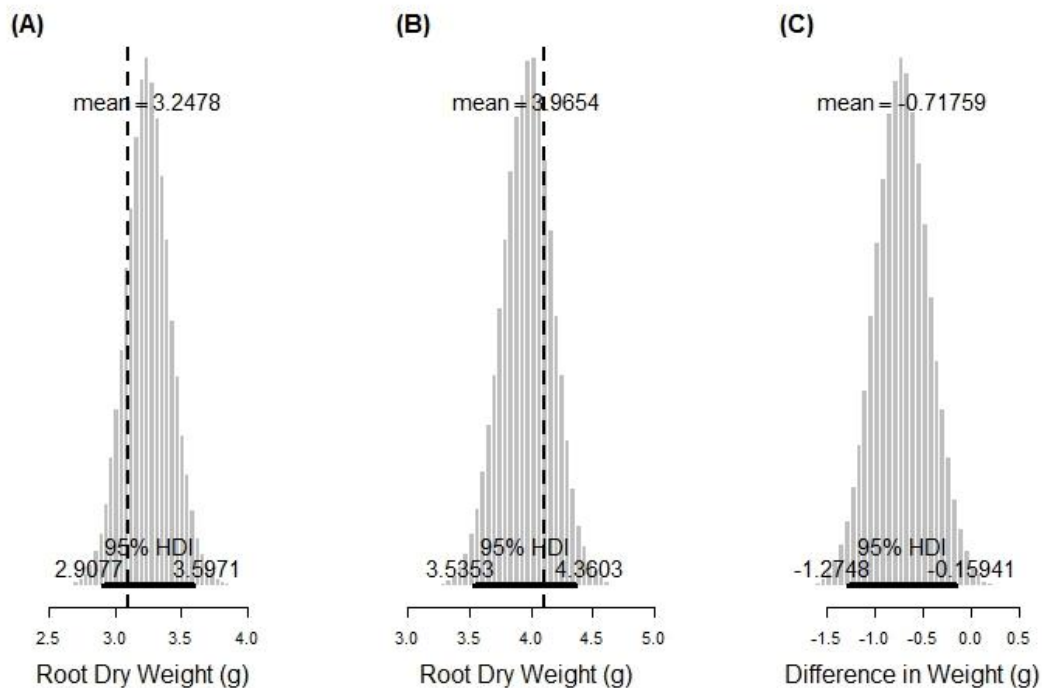 (A)
mean = 3.2478
95% HDI
2.9077 3.5971
2.5 3.0 3.5 4.0
Root Dry Weight (g)
(B)
mean = 3.9654
95% HDI
3.5353 4.3603
3.0 3.5 4.0 4.5 5.0
Root Dry Weight (g)
(C)
mean = -0.71759
95% HDI
-1.2748 -0.15941
-1.5 -1.0 -0.5 0.0 0.5
Difference in Weight (g)